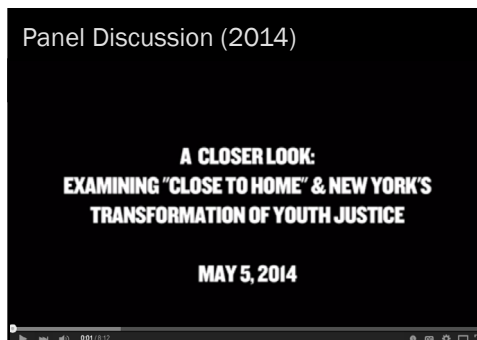 Panel Discussion (2014)
A CLOSER LOOK:
EXAMINING "CLOSE TO HOME" & NEW YORK'S
TRANSFORMATION OF YOUTH JUSTICE
MAY 5, 2014
0:01 / 8:12